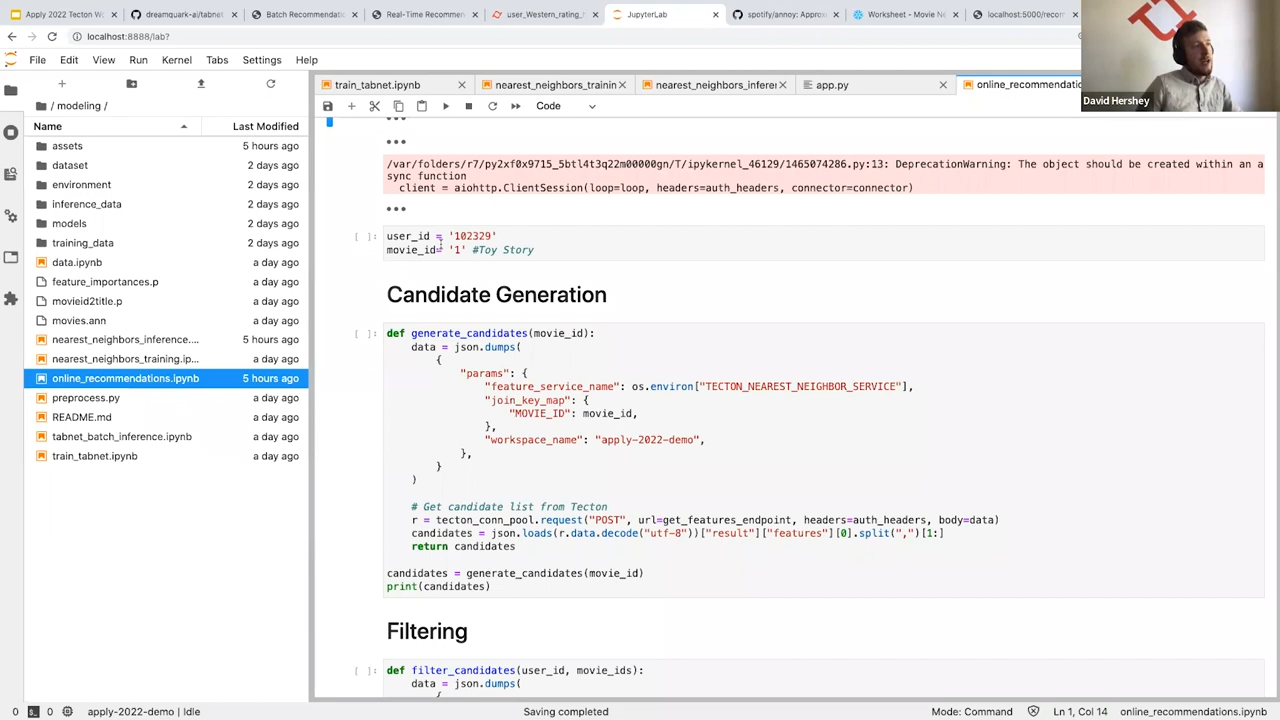 Apply 2022 Tecton W
dreamquark-ai/tabnet
Batch Recommendatio
Real-Time Recommen
user_Western_rating_r
JupyterLab
spotify/annoy: Approx
Worksheet - Movie Ne
localhost:5000/recom
localhost:8888/lab?
File Edit View Run Kernel Tabs Settings Help
train_tabnet.ipynb
nearest_neighbors_trainin
nearest_neighbors_inferen
app.py
online_recommendations
David Hershey
/ modeling /
Code
Name Last Modified
assets 5 hours ago
dataset 2 days ago
environment 2 days ago
inference_data 2 days ago
models 2 days ago
training_data 2 days ago
data.ipynb a day ago
feature_importances.p a day ago
movieid2title.p a day ago
movies.ann a day ago
nearest_neighbors_inference.... 5 hours ago
nearest_neighbors_training.ip... a day ago
online_recommendations.ipynb 5 hours ago
preprocess.py a day ago
README.md a day ago
tabnet_batch_inference.ipynb a day ago
train_tabnet.ipynb a day ago
/var/folders/r7/py2xf0x9715_5btl4t3q22m00000gn/T/ipykernel_46129/1465074286.py:13: DeprecationWarning: The object should be created within an a
sync function
client = aiohttp.ClientSession(loop=loop, headers=auth_headers, connector=connector)
[ ]: user_id = '102329'
movie_id= '1' #Toy Story
Candidate Generation
[ ]: def generate_candidates(movie_id):
data = json.dumps(
{
"params": {
"feature_service_name": os.environ["TECTON_NEAREST_NEIGHBOR_SERVICE"],
"join_key_map": {
"MOVIE_ID": movie_id,
},
"workspace_name": "apply-2022-demo",
},
}
)
# Get candidate list from Tecton
r = tecton_conn_pool.request("POST", url=get_features_endpoint, headers=auth_headers, body=data)
candidates = json.loads(r.data.decode("utf-8"))["result"]["features"][0].split(",")[1:]
return candidates
candidates = generate_candidates(movie_id)
print(candidates)
Filtering
[ ]: def filter_candidates(user_id, movie_ids):
data = json.dumps(
{
0 0 apply-2022-demo | Idle Saving completed Mode: Command Ln 1, Col 14 online_recommendations.ipynb